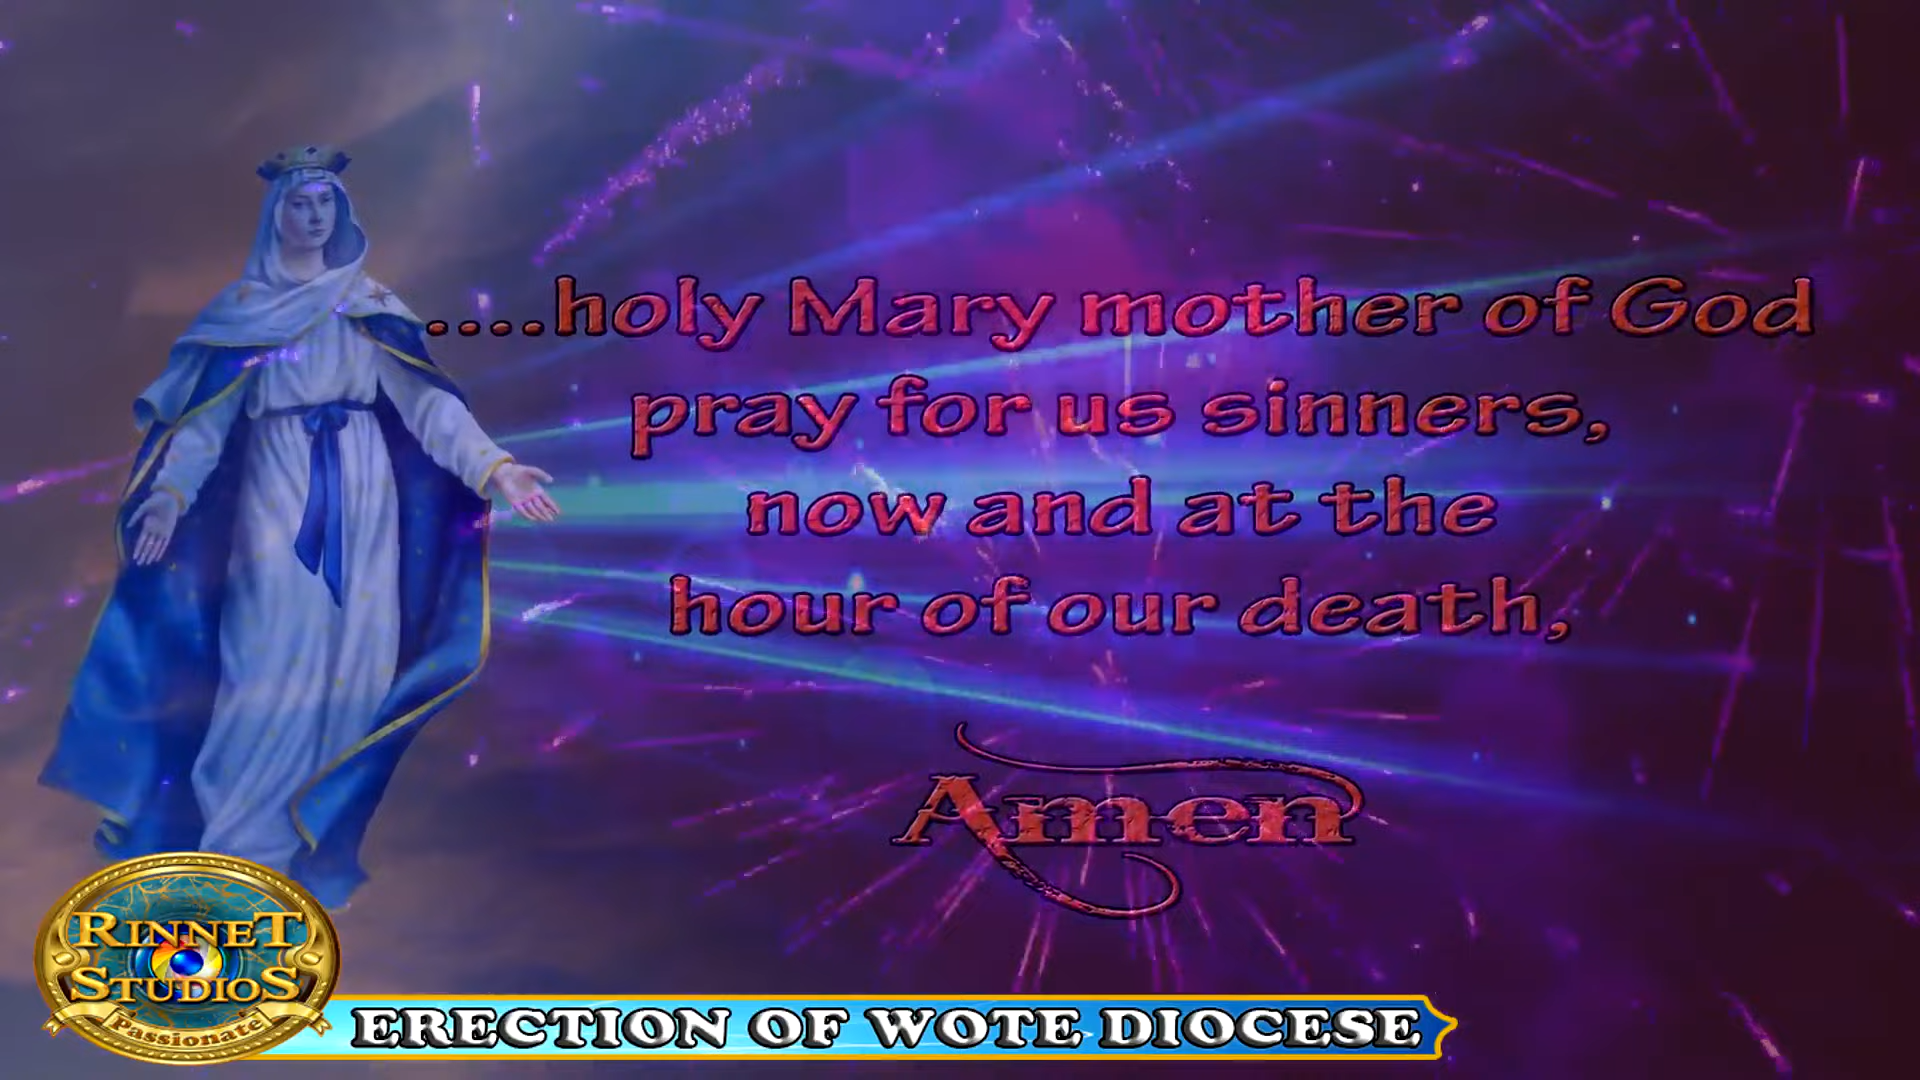 ....holy Mary mother of God
pray for us sinners,
now and at the
hour of our death,
Amen
RINNET
STUDIOS
Passionate
ERECTION OF WOTE DIOCESE